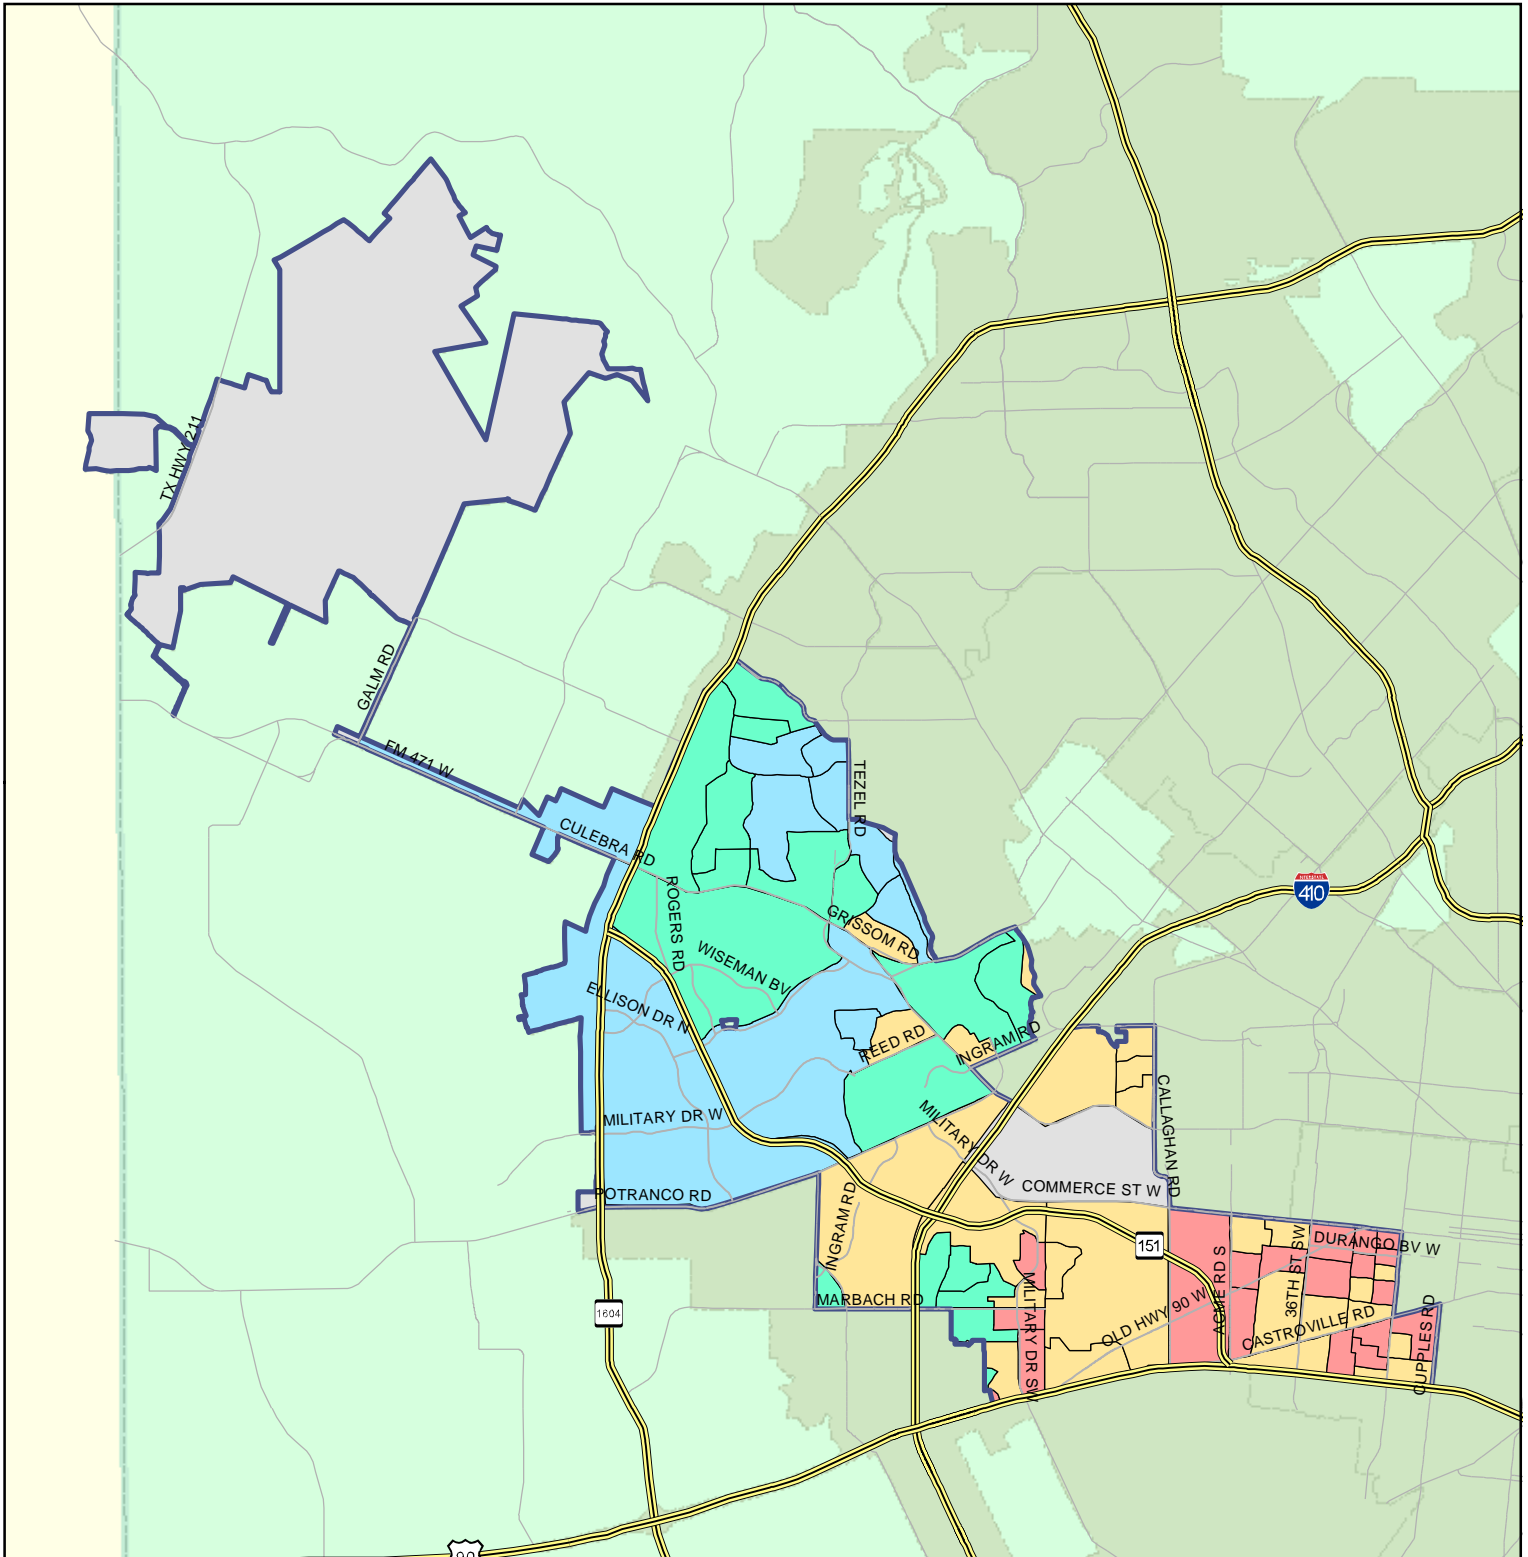 TX HWY 211
GALM RD
FM 471 W
CULEBRA RD
TEZEL RD
ROGERS RD
GRISSOM RD
WISEMAN BV
ELLISON DR N
REED RD
INGRAM RD
INTERSTATE
410
MILITARY DR W
MILITARY DR W
CALLAGHAN RD
COMMERCE ST W
POTRANCO RD
INGRAM RD
151
DURANGO BV W
36TH ST SW
ACME RD S
MARBACH RD
MILITARY DR SW
OLD HWY 90 W
CASTROVILLE RD
CUPPLES RD
1604
90